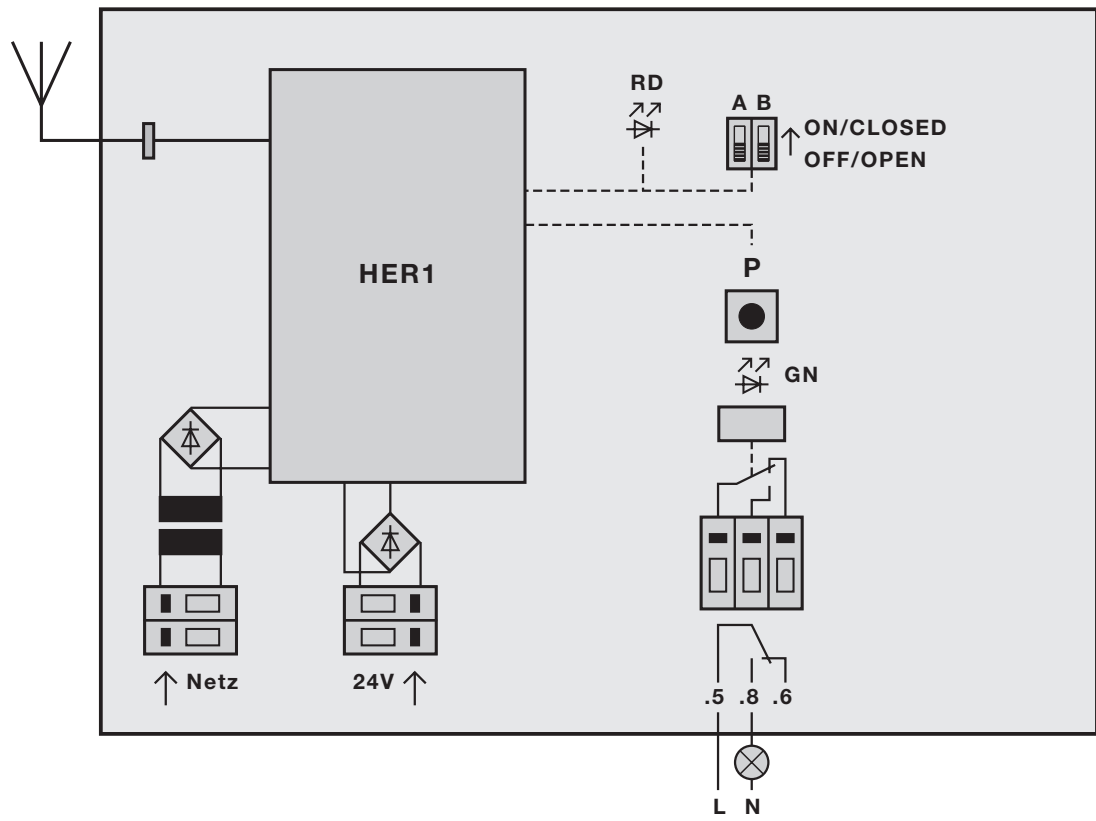 RD
A B
ON/CLOSED
OFF/OPEN
HER1
P
GN
Netz
24V
.5 .8 .6
L N